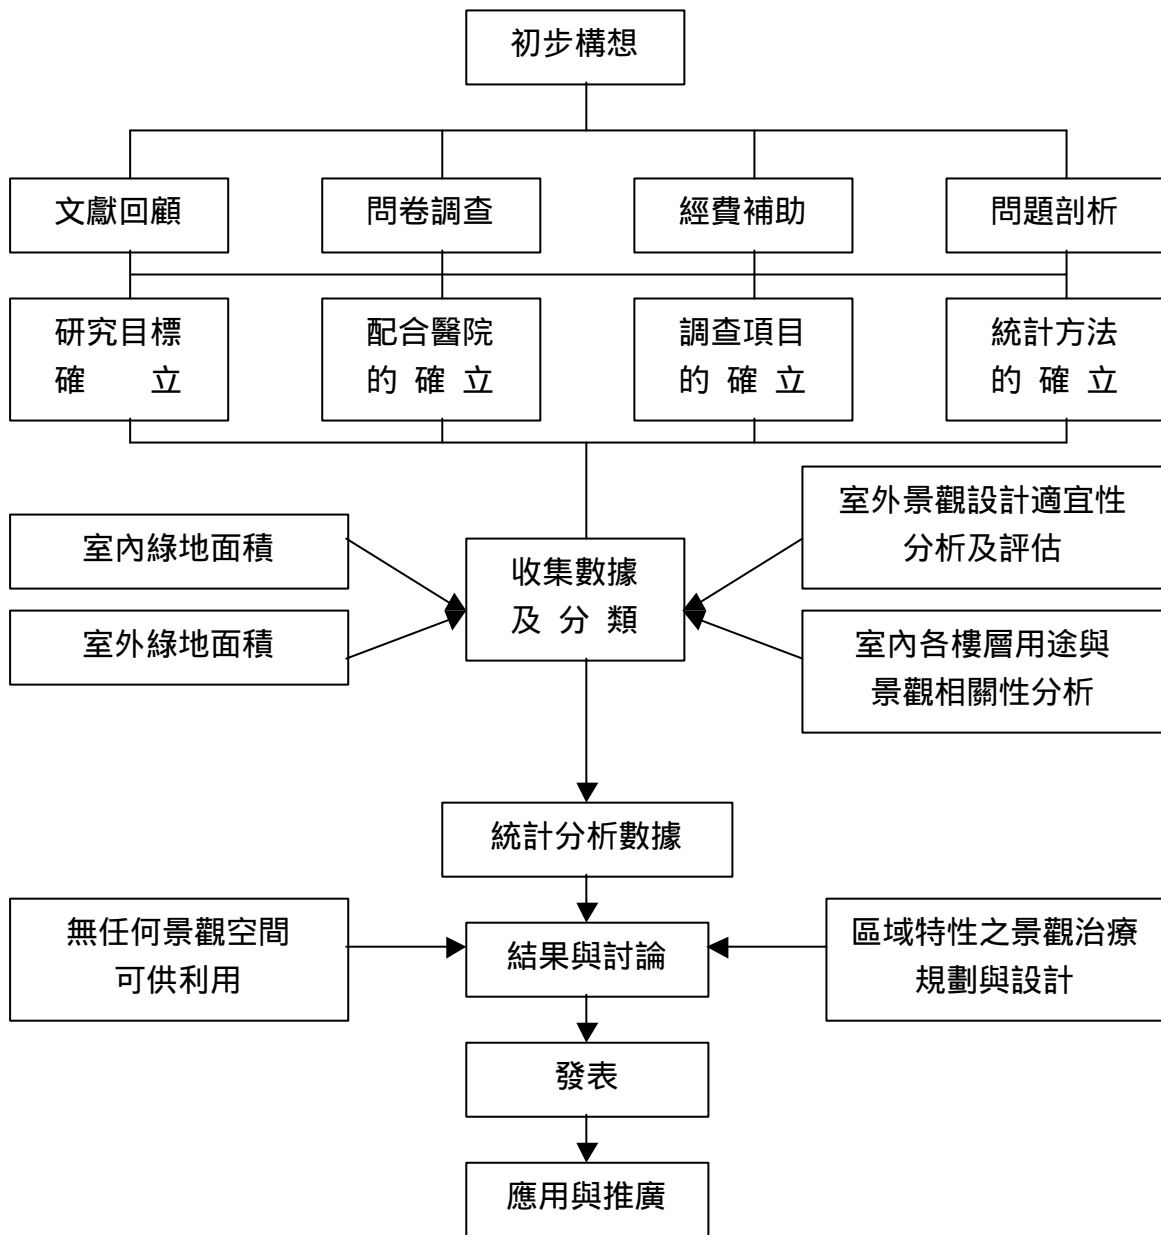 初步構想
文獻回顧
問卷調查
經費補助
問題剖析
研究目標
確 立
配合醫院
的 確 立
調查項目
的 確 立
統計方法
的 確 立
室內綠地面積
室外綠地面積
收集數據
及 分 類
室外景觀設計適宜性
分析及評估
室內各樓層用途與
景觀相關性分析
統計分析數據
無任何景觀空間
可供利用
結果與討論
區域特性之景觀治療
規劃與設計
發表
應用與推廣